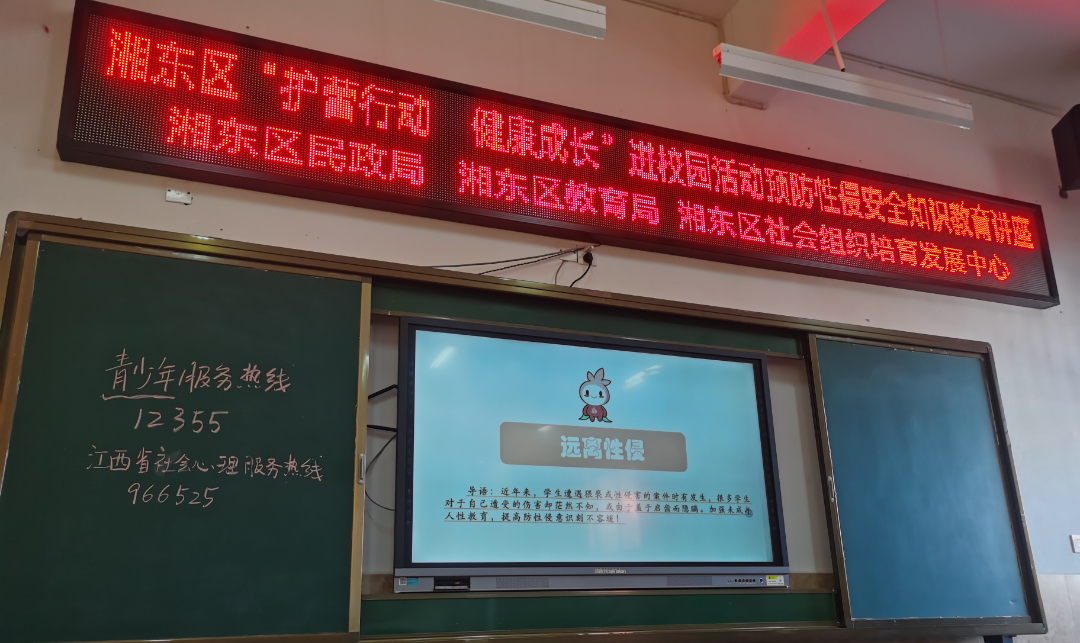 湘东区“护蕾行动 健康成长”进校园活动预防性侵安全知识教育讲座
湘东区民政局 湘东区教育局 湘东区社会组织培育发展中心
青少年服务热线
12355
江西省社会心理服务热线
966525
远离性侵
导语：近年来，学生遭遇猥亵或性侵害的案件时有发生，很多学生
对于自己遭受的伤害却茫然不知，或由于羞于启齿而隐瞒。加强未成年
人性教育，提高防性侵意识刻不容缓！